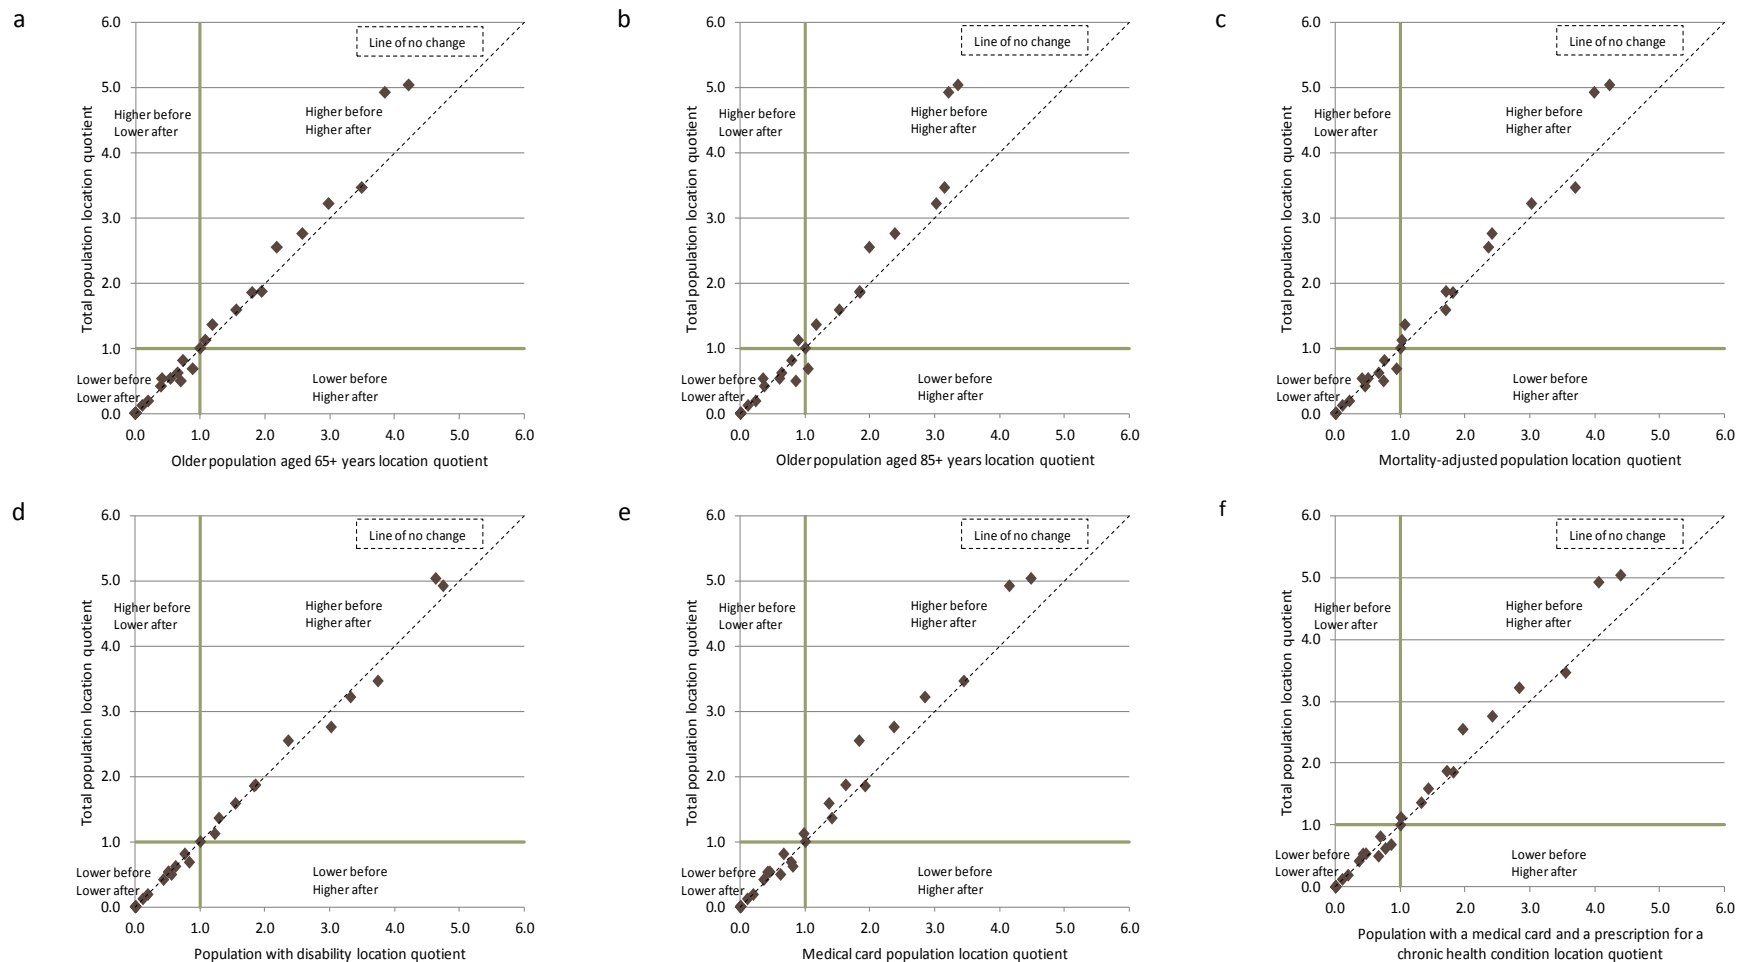 a
6.0
5.0
4.0
3.0
2.0
1.0
0.0
Total population location quotient
Line of no change
Higher before
Lower after
Higher before
Higher after
Lower before
Lower after
Lower before
Higher after
0.0 1.0 2.0 3.0 4.0 5.0 6.0
Older population aged 65+ years location quotient
b
6.0
5.0
4.0
3.0
2.0
1.0
0.0
Total population location quotient
Line of no change
Higher before
Lower after
Higher before
Higher after
Lower before
Lower after
Lower before
Higher after
0.0 1.0 2.0 3.0 4.0 5.0 6.0
Older population aged 85+ years location quotient
c
6.0
5.0
4.0
3.0
2.0
1.0
0.0
Total population location quotient
Line of no change
Higher before
Lower after
Higher before
Higher after
Lower before
Lower after
Lower before
Higher after
0.0 1.0 2.0 3.0 4.0 5.0 6.0
Mortality-adjusted population location quotient
d
6.0
5.0
4.0
3.0
2.0
1.0
0.0
Total population location quotient
Line of no change
Higher before
Lower after
Higher before
Higher after
Lower before
Lower after
Lower before
Higher after
0.0 1.0 2.0 3.0 4.0 5.0 6.0
Population with disability location quotient
e
6.0
5.0
4.0
3.0
2.0
1.0
0.0
Total population location quotient
Line of no change
Higher before
Lower after
Higher before
Higher after
Lower before
Lower after
Lower before
Higher after
0.0 1.0 2.0 3.0 4.0 5.0 6.0
Medical card population location quotient
f
6.0
5.0
4.0
3.0
2.0
1.0
0.0
Total population location quotient
Line of no change
Higher before
Lower after
Higher before
Higher after
Lower before
Lower after
Lower before
Higher after
0.0 1.0 2.0 3.0 4.0 5.0 6.0
Population with a medical card and a prescription for a
chronic health condition location quotient